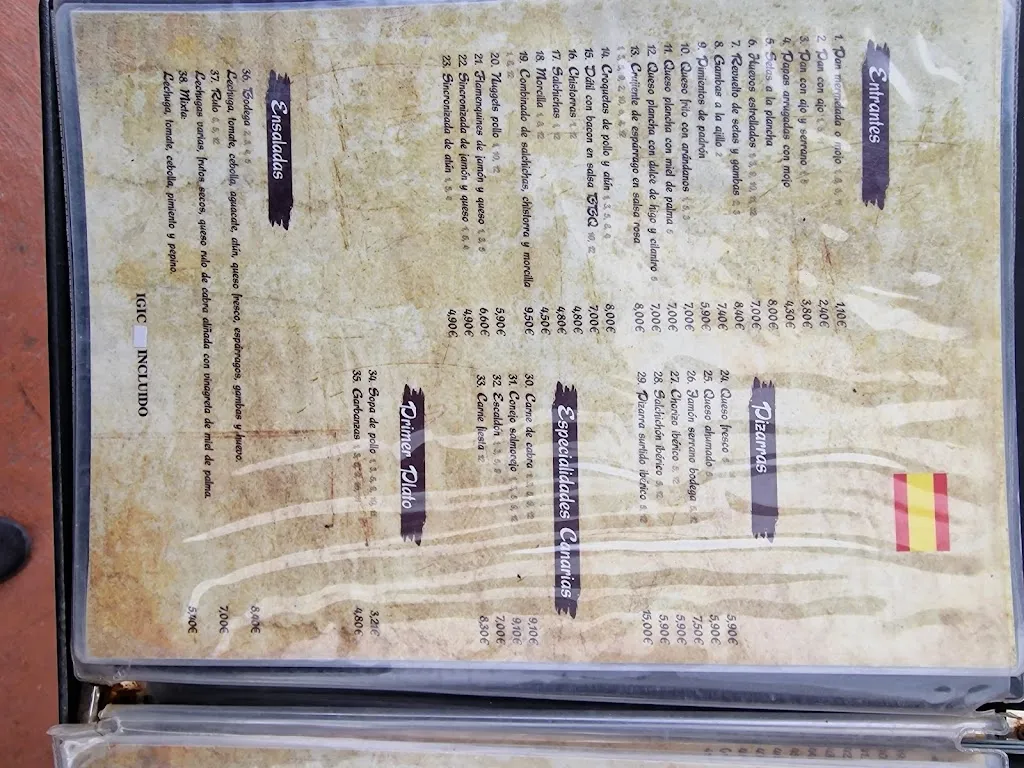 Entrantes
1. Pan merendada o mojo 1,10€
2. Pan con ajo 2,40€
3. Pan con ajo y serrano 3,80€
4. Papas arrugadas con mojo 4,30€
5. Setas a la plancha 8,00€
6. Huevos estrellados 7,00€
7. Revuelto de setas y gambas 8,40€
8. Gambas a la ajillo 2 7,40€
9. Pimientos de padrón 5,90€
10. Queso frito con arándanos 7,00€
11. Queso plancha con miel de palma 7,00€
12. Queso plancha con dulce de higo y cilantro 7,00€
13. Crujiente de espárrago en salsa rosa 8,00€
14. Croquetas de pollo y atún 8,00€
15. Dátil con bacon en salsa BBQ 10, 12 7,00€
16. Chistorras 4,80€
17. Salchichas 4,80€
18. Morcilla 4,50€
19. Combinado de salchichas, chistorra y morcilla 9,50€
20. Nuggets pollo 5,90€
21. Flamenquines de jamón y queso 6,60€
22. Sincronizada de jamón y queso 4,90€
23. Sincronizada de atún 4,90€
Pizarras
24. Queso fresco 5,90€
25. Queso ahumado 5,90€
26. Jamón serrano bodega 7,50€
27. Chorizo ibérico 5,90€
28. Salchichón ibérico 5,90€
29. Pizarra surtido ibérico 15,00€
Especialidades Canarias
30. Carne de cabra 9,10€
31. Conejo salmorejo 9,10€
32. Escaldón 7,00€
33. Carne fiesta 12 8,30€
Primer Plato
34. Sopa de pollo 3,21€
35. Garbanzas 4,80€
Ensaladas
36. Bodega 8,40€
Lechuga, tomate, cebolla, aguacate, atún, queso fresco, espárragos, gambas y huevo.
37. Rulo 7,00€
Lechugas varias, frutos secos, queso rulo de cabra aliñada con vinagreta de miel de palma.
38. Mixta: 5,40€
Lechuga, tomate, cebolla, pimiento y pepino.
IGIC INCLUIDO